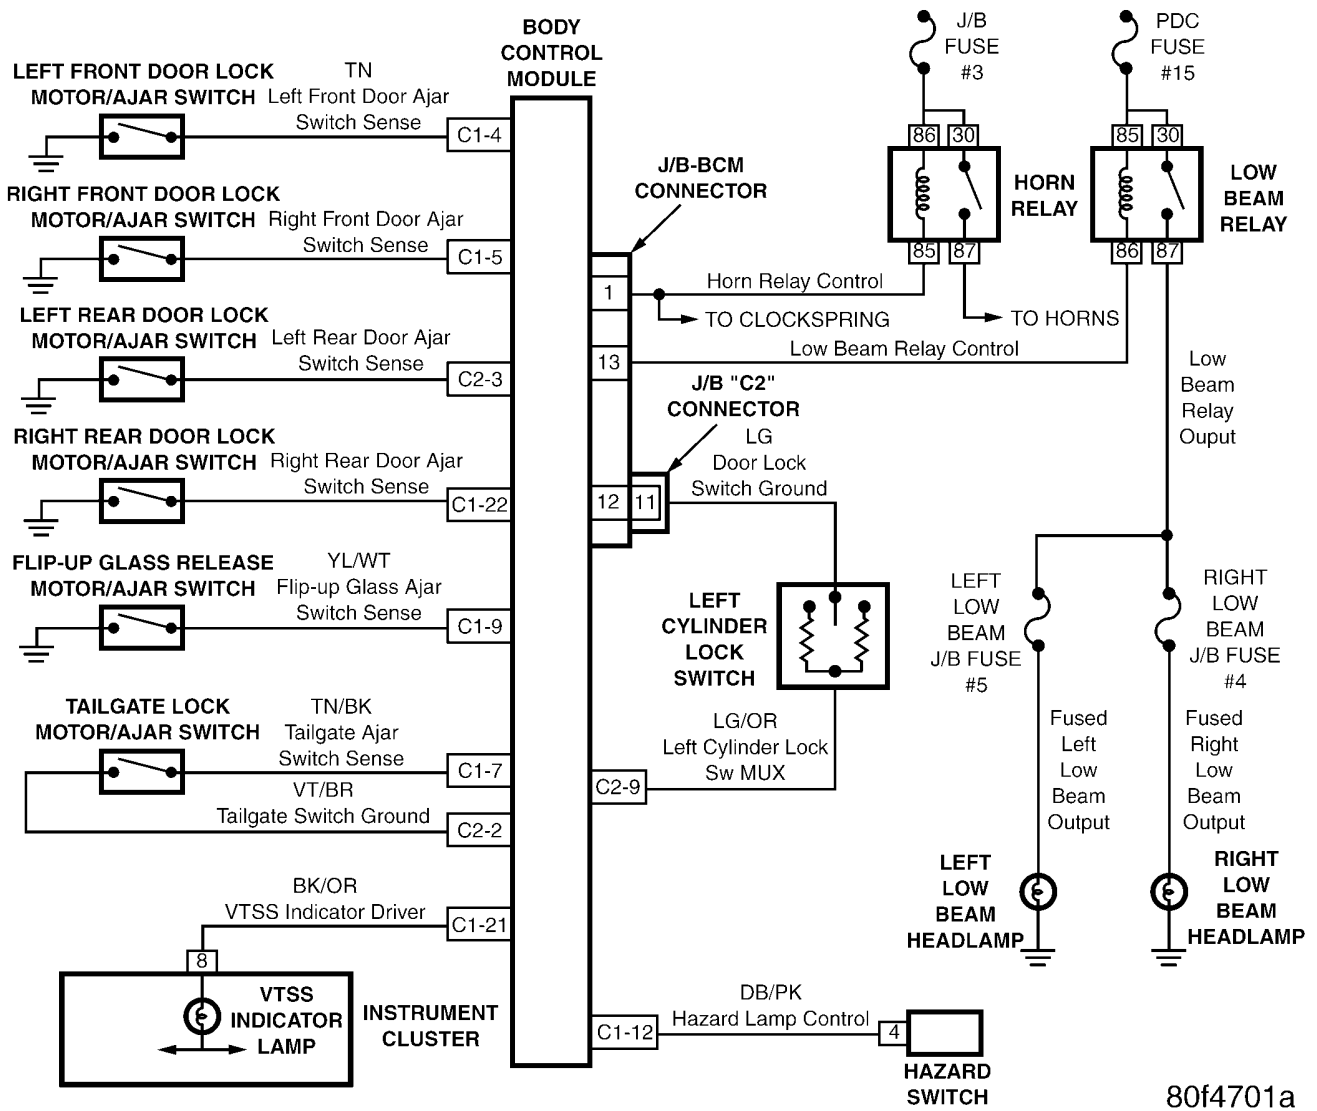 BODY
CONTROL
MODULE
LEFT FRONT DOOR LOCK
MOTOR/AJAR SWITCH
TN
Left Front Door Ajar
Switch Sense
C1-4
RIGHT FRONT DOOR LOCK
MOTOR/AJAR SWITCH
Right Front Door Ajar
Switch Sense
C1-5
LEFT REAR DOOR LOCK
MOTOR/AJAR SWITCH
Left Rear Door Ajar
Switch Sense
C2-3
RIGHT REAR DOOR LOCK
MOTOR/AJAR SWITCH
Right Rear Door Ajar
Switch Sense
C1-22
FLIP-UP GLASS RELEASE
MOTOR/AJAR SWITCH
YL/WT
Flip-up Glass Ajar
Switch Sense
C1-9
TAILGATE LOCK
MOTOR/AJAR SWITCH
TN/BK
Tailgate Ajar
Switch Sense
C1-7
VT/BR
Tailgate Switch Ground
C2-2
BK/OR
VTSS Indicator Driver
C1-21
8
VTSS
INDICATOR
LAMP
INSTRUMENT
CLUSTER
J/B-BCM
CONNECTOR
1
Horn Relay Control
TO CLOCKSPRING
13
Low Beam Relay Control
J/B "C2"
CONNECTOR
LG
Door Lock
Switch Ground
12
11
LEFT
CYLINDER
LOCK
SWITCH
LG/OR
Left Cylinder Lock
Sw MUX
C2-9
DB/PK
Hazard Lamp Control
C1-12
4
HAZARD
SWITCH
J/B
FUSE
#3
86
30
HORN
RELAY
85
87
TO HORNS
PDC
FUSE
#15
85
30
LOW
BEAM
RELAY
86
87
Low
Beam
Relay
Ouput
LEFT
LOW
BEAM
J/B FUSE
#5
RIGHT
LOW
BEAM
J/B FUSE
#4
Fused
Left
Low
Beam
Output
Fused
Right
Low
Beam
Output
LEFT
LOW
BEAM
HEADLAMP
RIGHT
LOW
BEAM
HEADLAMP
80f4701a